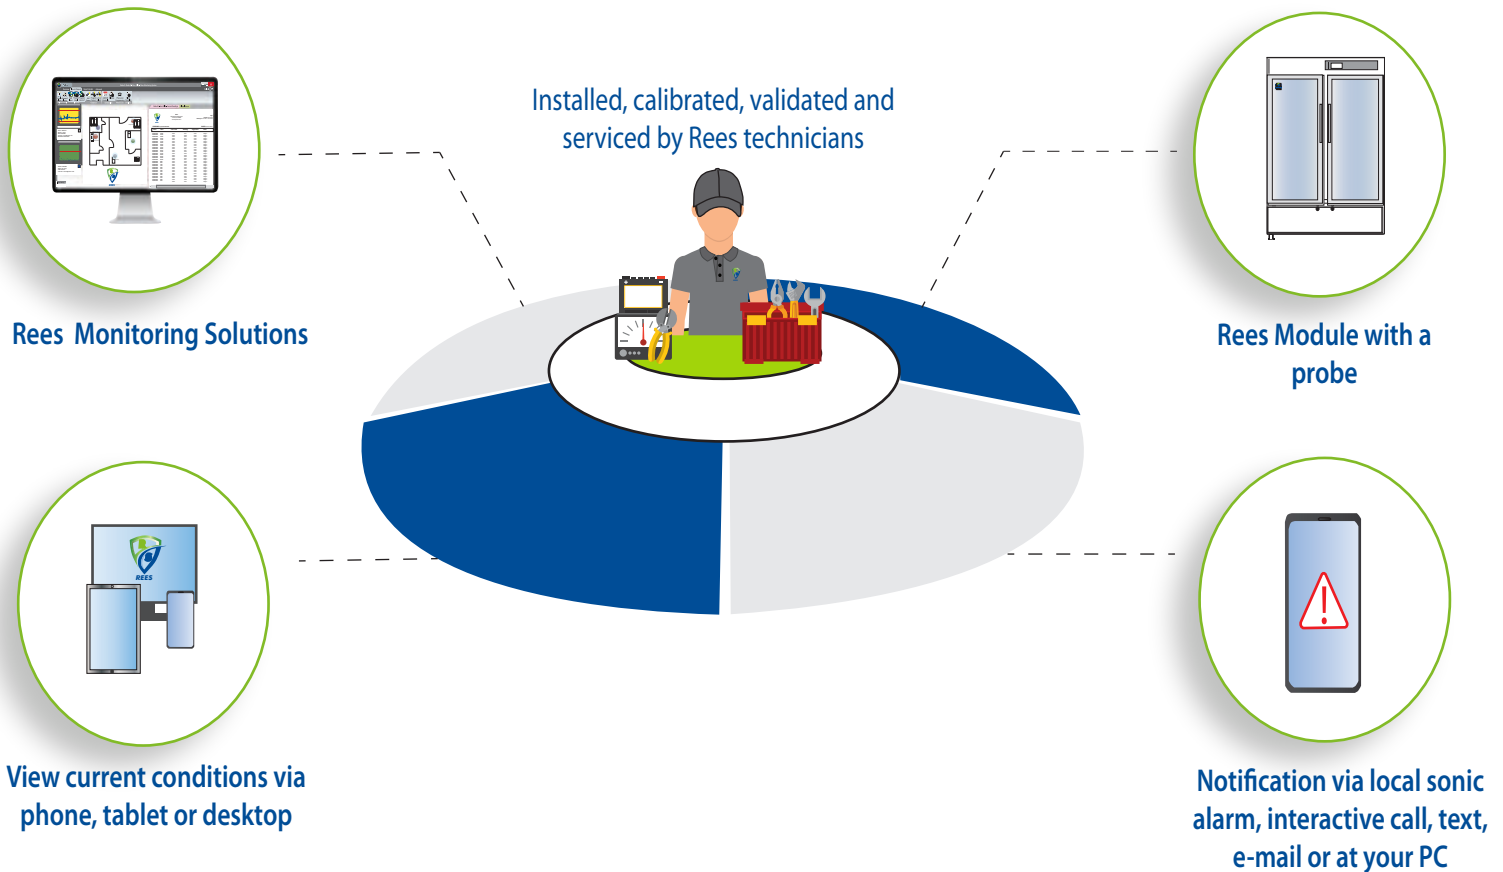 Installed, calibrated, validated and
serviced by Rees technicians
Rees Monitoring Solutions
Rees Module with a
probe
REES
View current conditions via
phone, tablet or desktop
Notification via local sonic
alarm, interactive call, text,
e-mail or at your PC